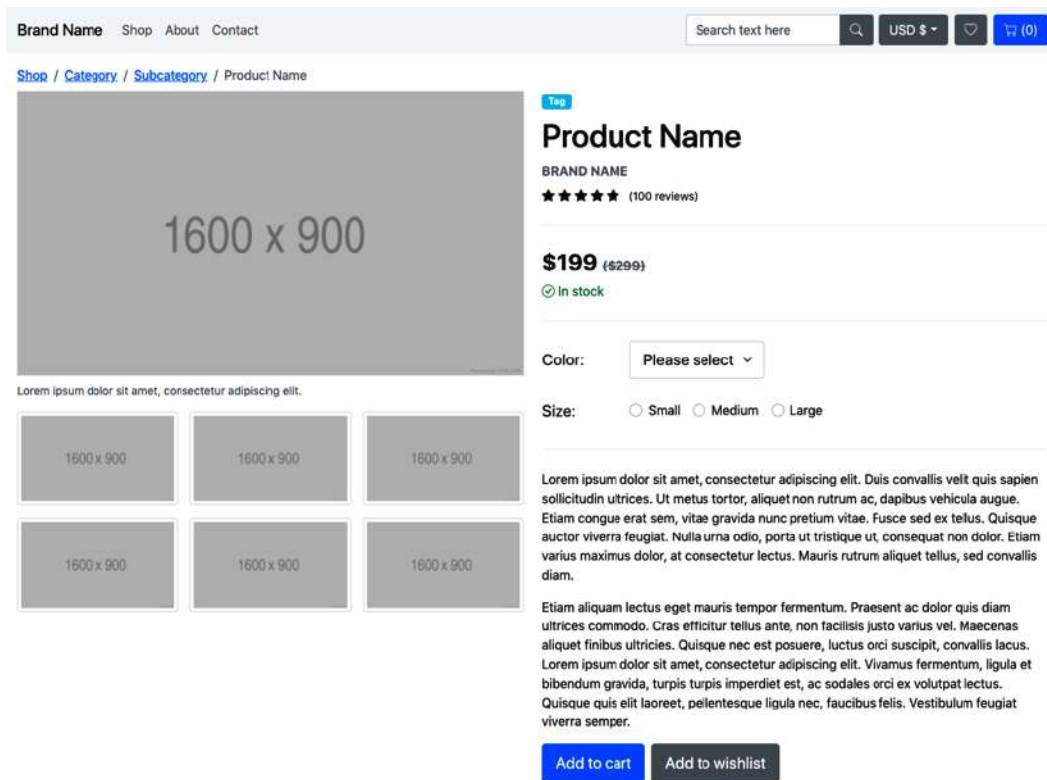 Brand Name Shop About Contact Search text here USD $ (0)
Shop / Category / Subcategory / Product Name
Tag
1600 x 900
Product Name
BRAND NAME
(100 reviews)
$199 ($299)
In stock
Color: Please select
Size: Small Medium Large
Lorem ipsum dolor sit amet, consectetur adipiscing elit.
1600 x 900 1600 x 900 1600 x 900
1600 x 900 1600 x 900 1600 x 900
Lorem ipsum dolor sit amet, consectetur adipiscing elit. Duis convallis velit quis sapien
sollicitudin ultrices. Ut metus tortor, aliquet non rutrum ac, dapibus vehicula augue.
Etiam congue erat sem, vitae gravida nunc pretium vitae. Fusce sed ex tellus. Quisque
auctor viverra feugiat. Nulla urna odio, porta ut tristique ut, consequat non dolor. Etiam
varius maximus dolor, at consectetur lectus. Mauris rutrum aliquet tellus, sed convallis
diam.
Etiam aliquam lectus eget mauris tempor fermentum. Praesent ac dolor quis diam
ultrices commodo. Cras efficitur tellus ante, non facilisis justo varius vel. Maecenas
aliquet finibus ultricies. Quisque nec est posuere, luctus orci suscipit, convallis lacus.
Lorem ipsum dolor sit amet, consectetur adipiscing elit. Vivamus fermentum, ligula et
bibendum gravida, turpis turpis imperdiet est, ac sodales orci ex volutpat lectus.
Quisque quis elit laoreet, pellentesque ligula nec, faucibus felis. Vestibulum feugiat
viverra semper.
Add to cart Add to wishlist